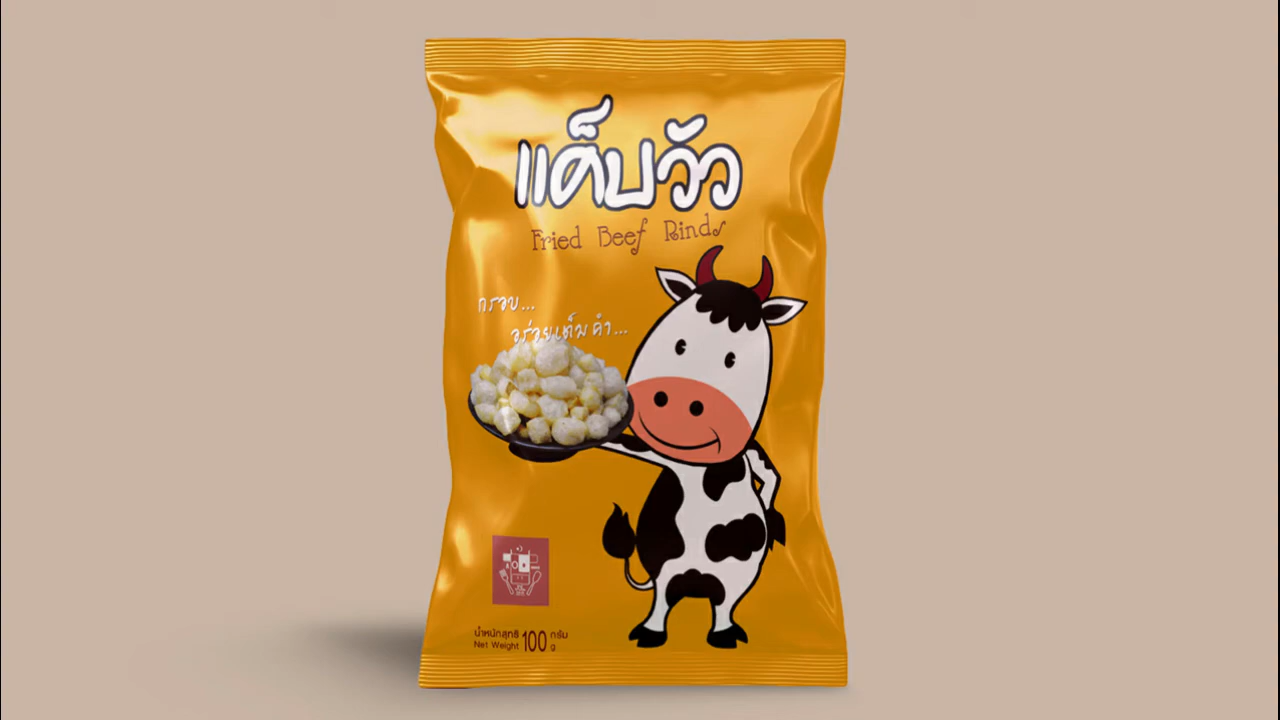 แค็บวัว
Fried Beef Rinds
กรอบ...
อร่อยเต็มคำ...
น้ำหนักสุทธิ 100 กรัม
Net Weight g